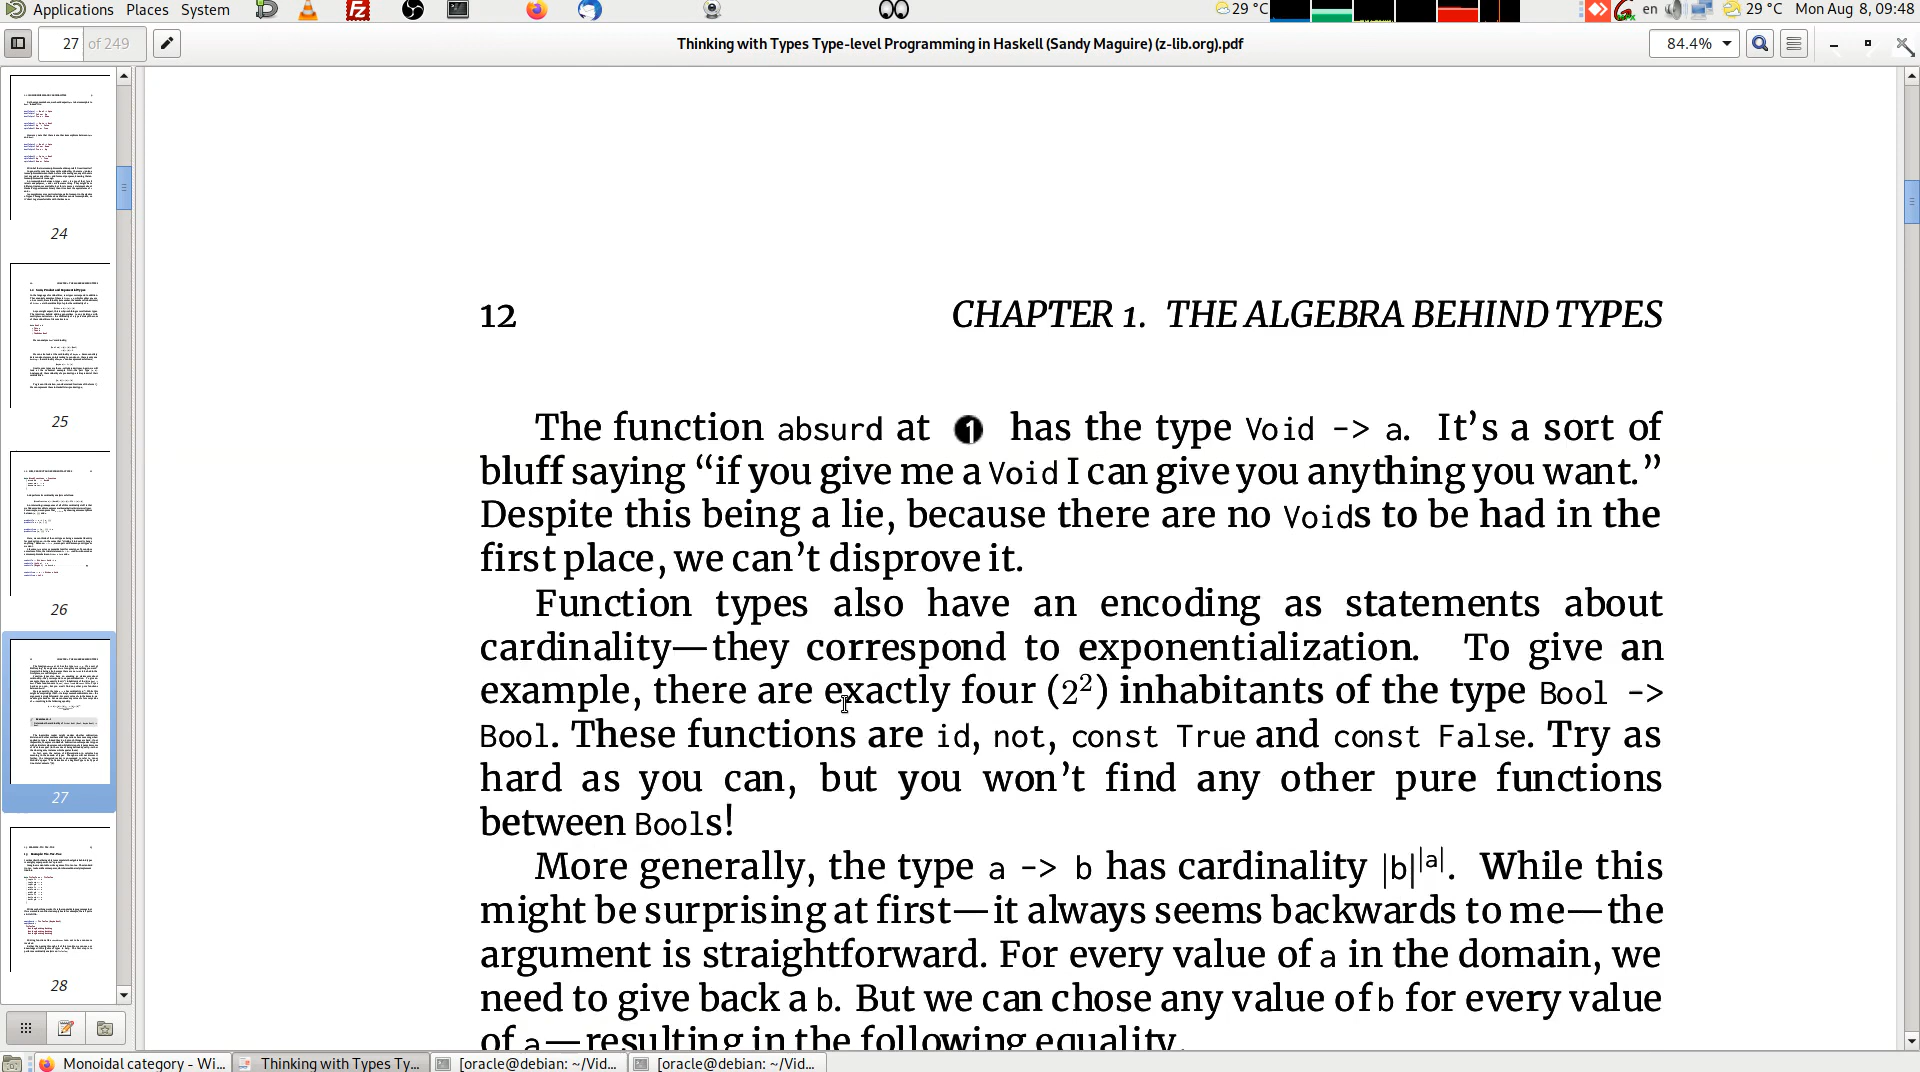 Applications Places System
29 °C
en
29 °C
Mon Aug 8, 09:48
27 of 249
Thinking with Types Type-level Programming in Haskell (Sandy Maguire) (z-lib.org).pdf
84.4%
24
25
26
27
28
12 CHAPTER 1. THE ALGEBRA BEHIND TYPES
The function absurd at 1 has the type Void -> a. It’s a sort of
bluff saying “if you give me a Void I can give you anything you want.”
Despite this being a lie, because there are no Voids to be had in the
first place, we can’t disprove it.
Function types also have an encoding as statements about
cardinality—they correspond to exponentialization. To give an
example, there are exactly four (2²) inhabitants of the type Bool ->
Bool. These functions are id, not, const True and const False. Try as
hard as you can, but you won’t find any other pure functions
between Bools!
More generally, the type a -> b has cardinality |b|^|a|. While this
might be surprising at first—it always seems backwards to me—the
argument is straightforward. For every value of a in the domain, we
need to give back a b. But we can chose any value of b for every value
of a—resulting in the following equality.
Monoidal category - Wi...
Thinking with Types Ty...
[oracle@debian: ~/Vid...
[oracle@debian: ~/Vid...